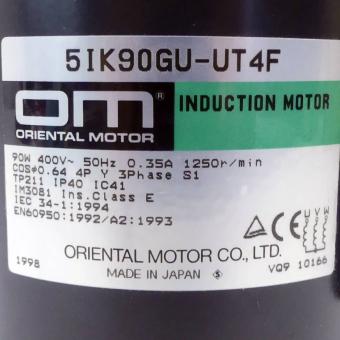 5IK90GU-UT4F
OM® INDUCTION MOTOR
ORIENTAL MOTOR
90W 400V~ 50Hz 0.35A 1250r/min
COSΦ0.64 4P Y 3Phase S1
TP211 IP40 IC41
IM3081 Ins.Class E
IEC 34-1:1994
EN60950:1992/A2:1993
CE U V W
ORIENTAL MOTOR CO., LTD.
1998 MADE IN JAPAN S VQ9 10166